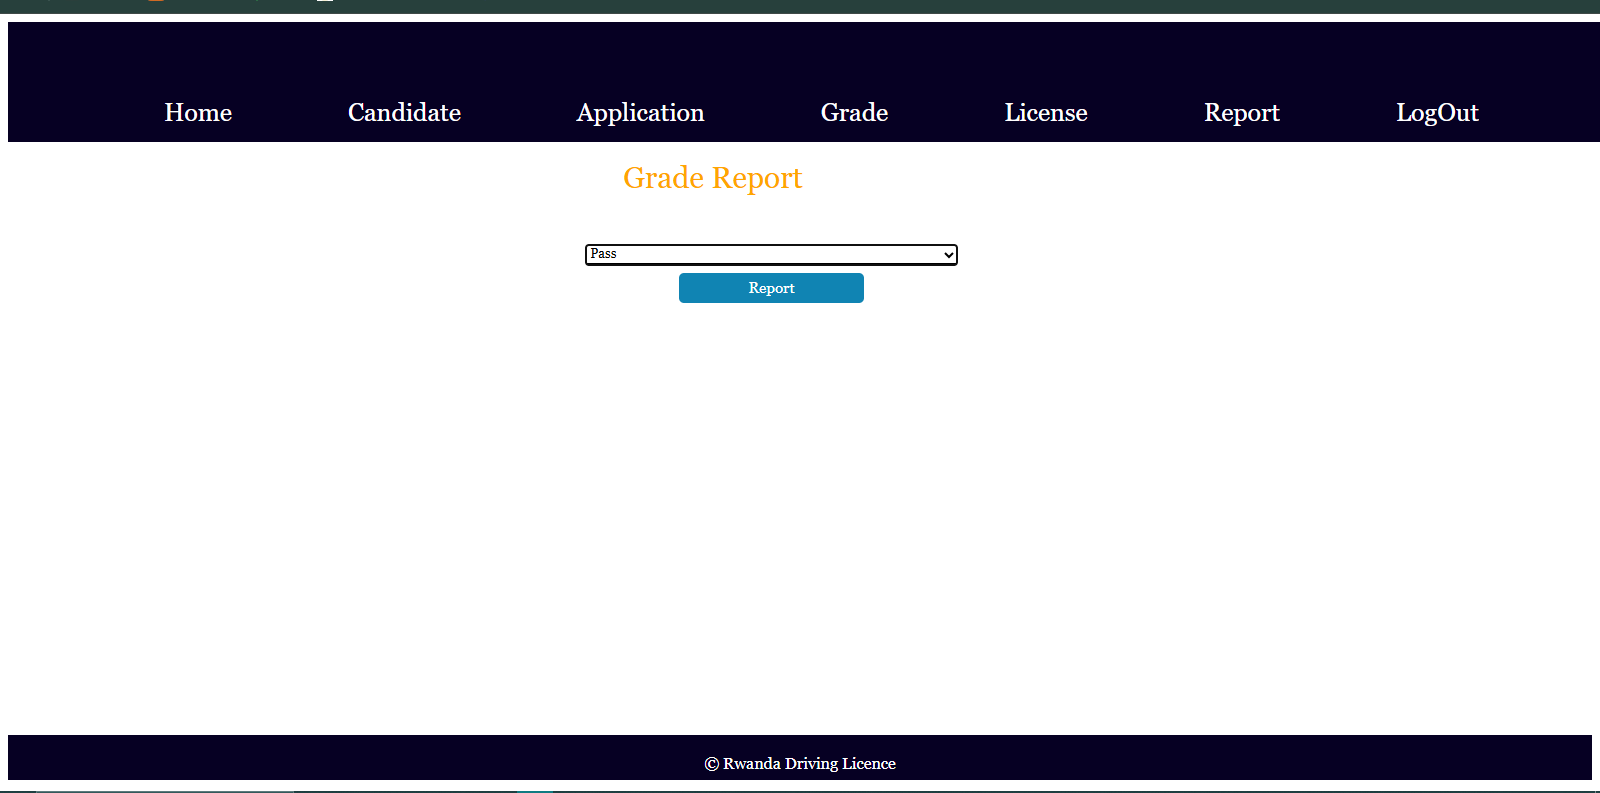 Home Candidate Application Grade License Report LogOut
Grade Report
Pass
Report
© Rwanda Driving Licence